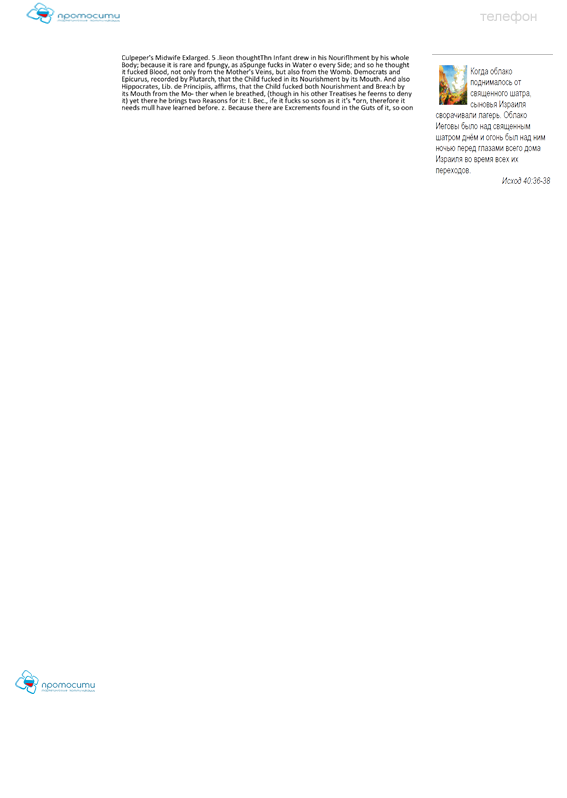 протосити
телефон
Culpeper's Midwife Exlarged. 5 .lieon thoughtThn Infant drew in his Nouriflhment by his whole
Body; because it is rare and fpungy, as aSpunge fucks in Water o every Side; and so he thought
it fucked Blood, not only from the Mother's Veins, but also from the Womb. Democrats and
Epicurus, recorded by Plutarch, that the Child fucked in its Nourishment by its Mouth. And also
Hippocrates, Lib. de Principiis, affirms, that the Child fucked both Nourishment and Brea:h by
its Mouth from the Mo- ther when ie breathed, (though in his other Treatises he feerns to deny
it) yet there he brings two Reasons for it: I. Bec., ife it fucks so soon as it it's *orn, therefore it
needs mull have learned before. z. Because there are Excrements found in the Guts of it, so oon
Когда облако
поднималось от
священного шатра,
сыновья Израиля
сворачивали лагерь. Облако
Иеговы было над священным
шатром днём и огонь был над ним
ночью перед глазами всего дома
Израиля во время всех их
переходов.
Исход 40:36-38
протосити